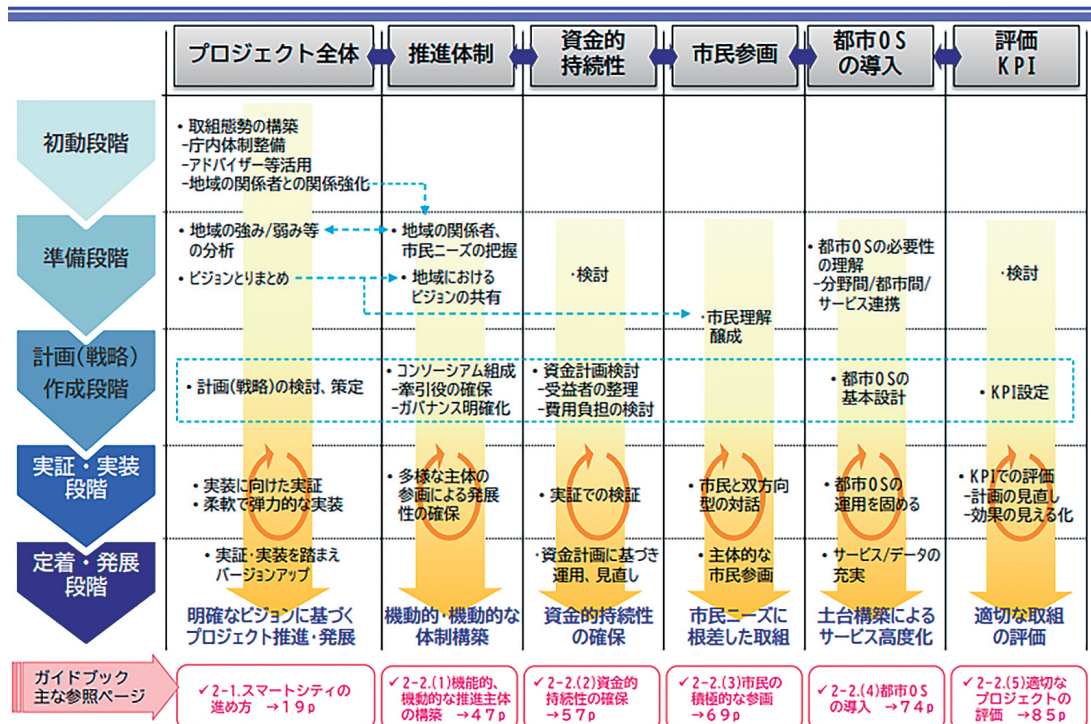 プロジェクト全体
推進体制
資金的
持続性
市民参画
都市OS
の導入
評価
KPI
初動段階
・取組態勢の構築
-庁内体制整備
-アドバイザー等活用
-地域の関係者との関係強化
準備段階
・地域の強み/弱み等
の分析
・ビジョンとりまとめ
・地域の関係者、
市民ニーズの把握
・地域における
ビジョンの共有
・検討
・市民理解
醸成
・都市OSの必要性
の理解
-分野間/都市間/
サービス連携
・検討
計画(戦略)
作成段階
・計画(戦略)の検討、策定
・コンソーシアム組成
-牽引役の確保
-ガバナンス明確化
・資金計画検討
-受益者の整理
-費用負担の検討
・都市OSの
基本設計
・KPI設定
実証・実装
段階
・実装に向けた実証
・柔軟で弾力的な実装
・多様な主体の
参画による発展
性の確保
・実証での検証
・市民と双方向
型の対話
・都市OSの
運用を固める
・KPIでの評価
-計画の見直し
-効果の見える化
定着・発展
段階
・実証・実装を踏まえ
バージョンアップ
・資金計画に基づき
運用、見直し
・主体的な
市民参画
・サービス/データの
充実
明確なビジョンに基づく
プロジェクト推進・発展
機動的・機動的な
体制構築
資金的持続性
の確保
市民ニーズに
根差した取組
土台構築による
サービス高度化
適切な取組
の評価
ガイドブック
主な参照ページ
✓2-1.スマートシティの
進め方 →19p
✓2-2.(1)機能的、
機動的な推進主体
の構築 →47p
✓2-2.(2)資金的
持続性の確保
→57p
✓2-2.(3)市民の
積極的な参画
→69p
✓2-2.(4)都市OS
の導入 →74p
✓2-2.(5)適切な
プロジェクトの
評価 →85p